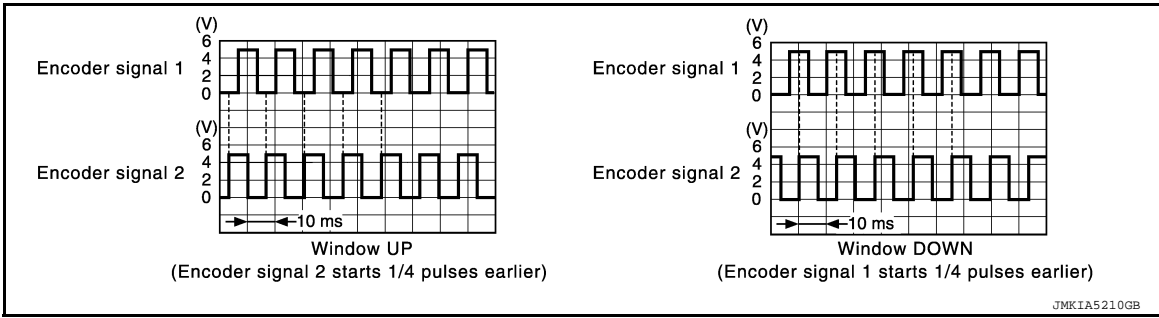 (V)
6
4
2
0
Encoder signal 1
(V)
6
4
2
0
Encoder signal 2
10 ms
Window UP
(Encoder signal 2 starts 1/4 pulses earlier)
(V)
6
4
2
0
Encoder signal 1
(V)
6
4
2
0
Encoder signal 2
10 ms
Window DOWN
(Encoder signal 1 starts 1/4 pulses earlier)
JMKIA5210GB